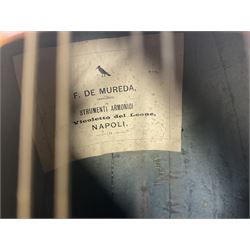 F. DE MUREDA,
STRUMENTI ARMONICI
Vicoletto del Leone,
NAPOLI.